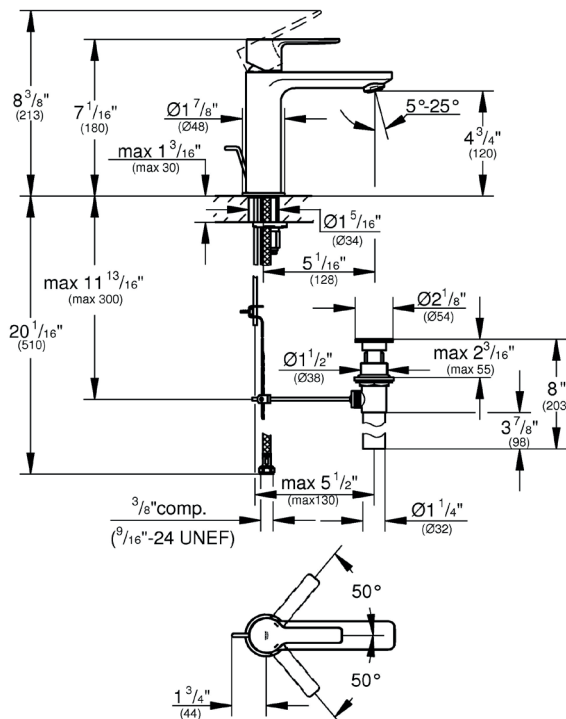 8 3/8"
(213)
7 1/16"
(180)
Ø1 7/8"
(Ø48)
5°-25°
4 3/4"
(120)
max 1 3/16"
(max 30)
Ø1 5/16"
(Ø34)
5 1/16"
(128)
max 11 13/16"
(max 300)
20 1/16"
(510)
Ø2 1/8"
(Ø54)
Ø1 1/2"
(Ø38)
max 2 3/16"
(max 55)
8"
(203)
3 7/8"
(98)
max 5 1/2"
(max130)
3/8"comp.
(9/16"-24 UNEF)
Ø1 1/4"
(Ø32)
50°
50°
1 3/4"
(44)